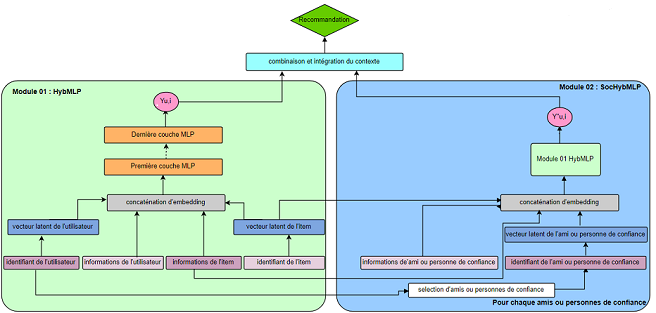 Recommandation
combinaison et intégration du contexte
Module 01 : HybMLP
Module 02 : SocHybMLP
Yu,i
Y"u,i
Dernière couche MLP
Première couche MLP
Module 01 HybMLP
concaténation d'embedding
concaténation d'embedding
vecteur latent de l'utilisateur
vecteur latent de l'item
vecteur latent de l'ami ou personne de confiance
identifiant de l'utilisateur
informations de l'utilisateur
informations de l'item
identifiant de l'item
informations de'ami ou personne de confiance
identifiant de l'ami ou personne de confiance
selection d'amis ou personnes de confiance
Pour chaque amis ou personnes de confiance